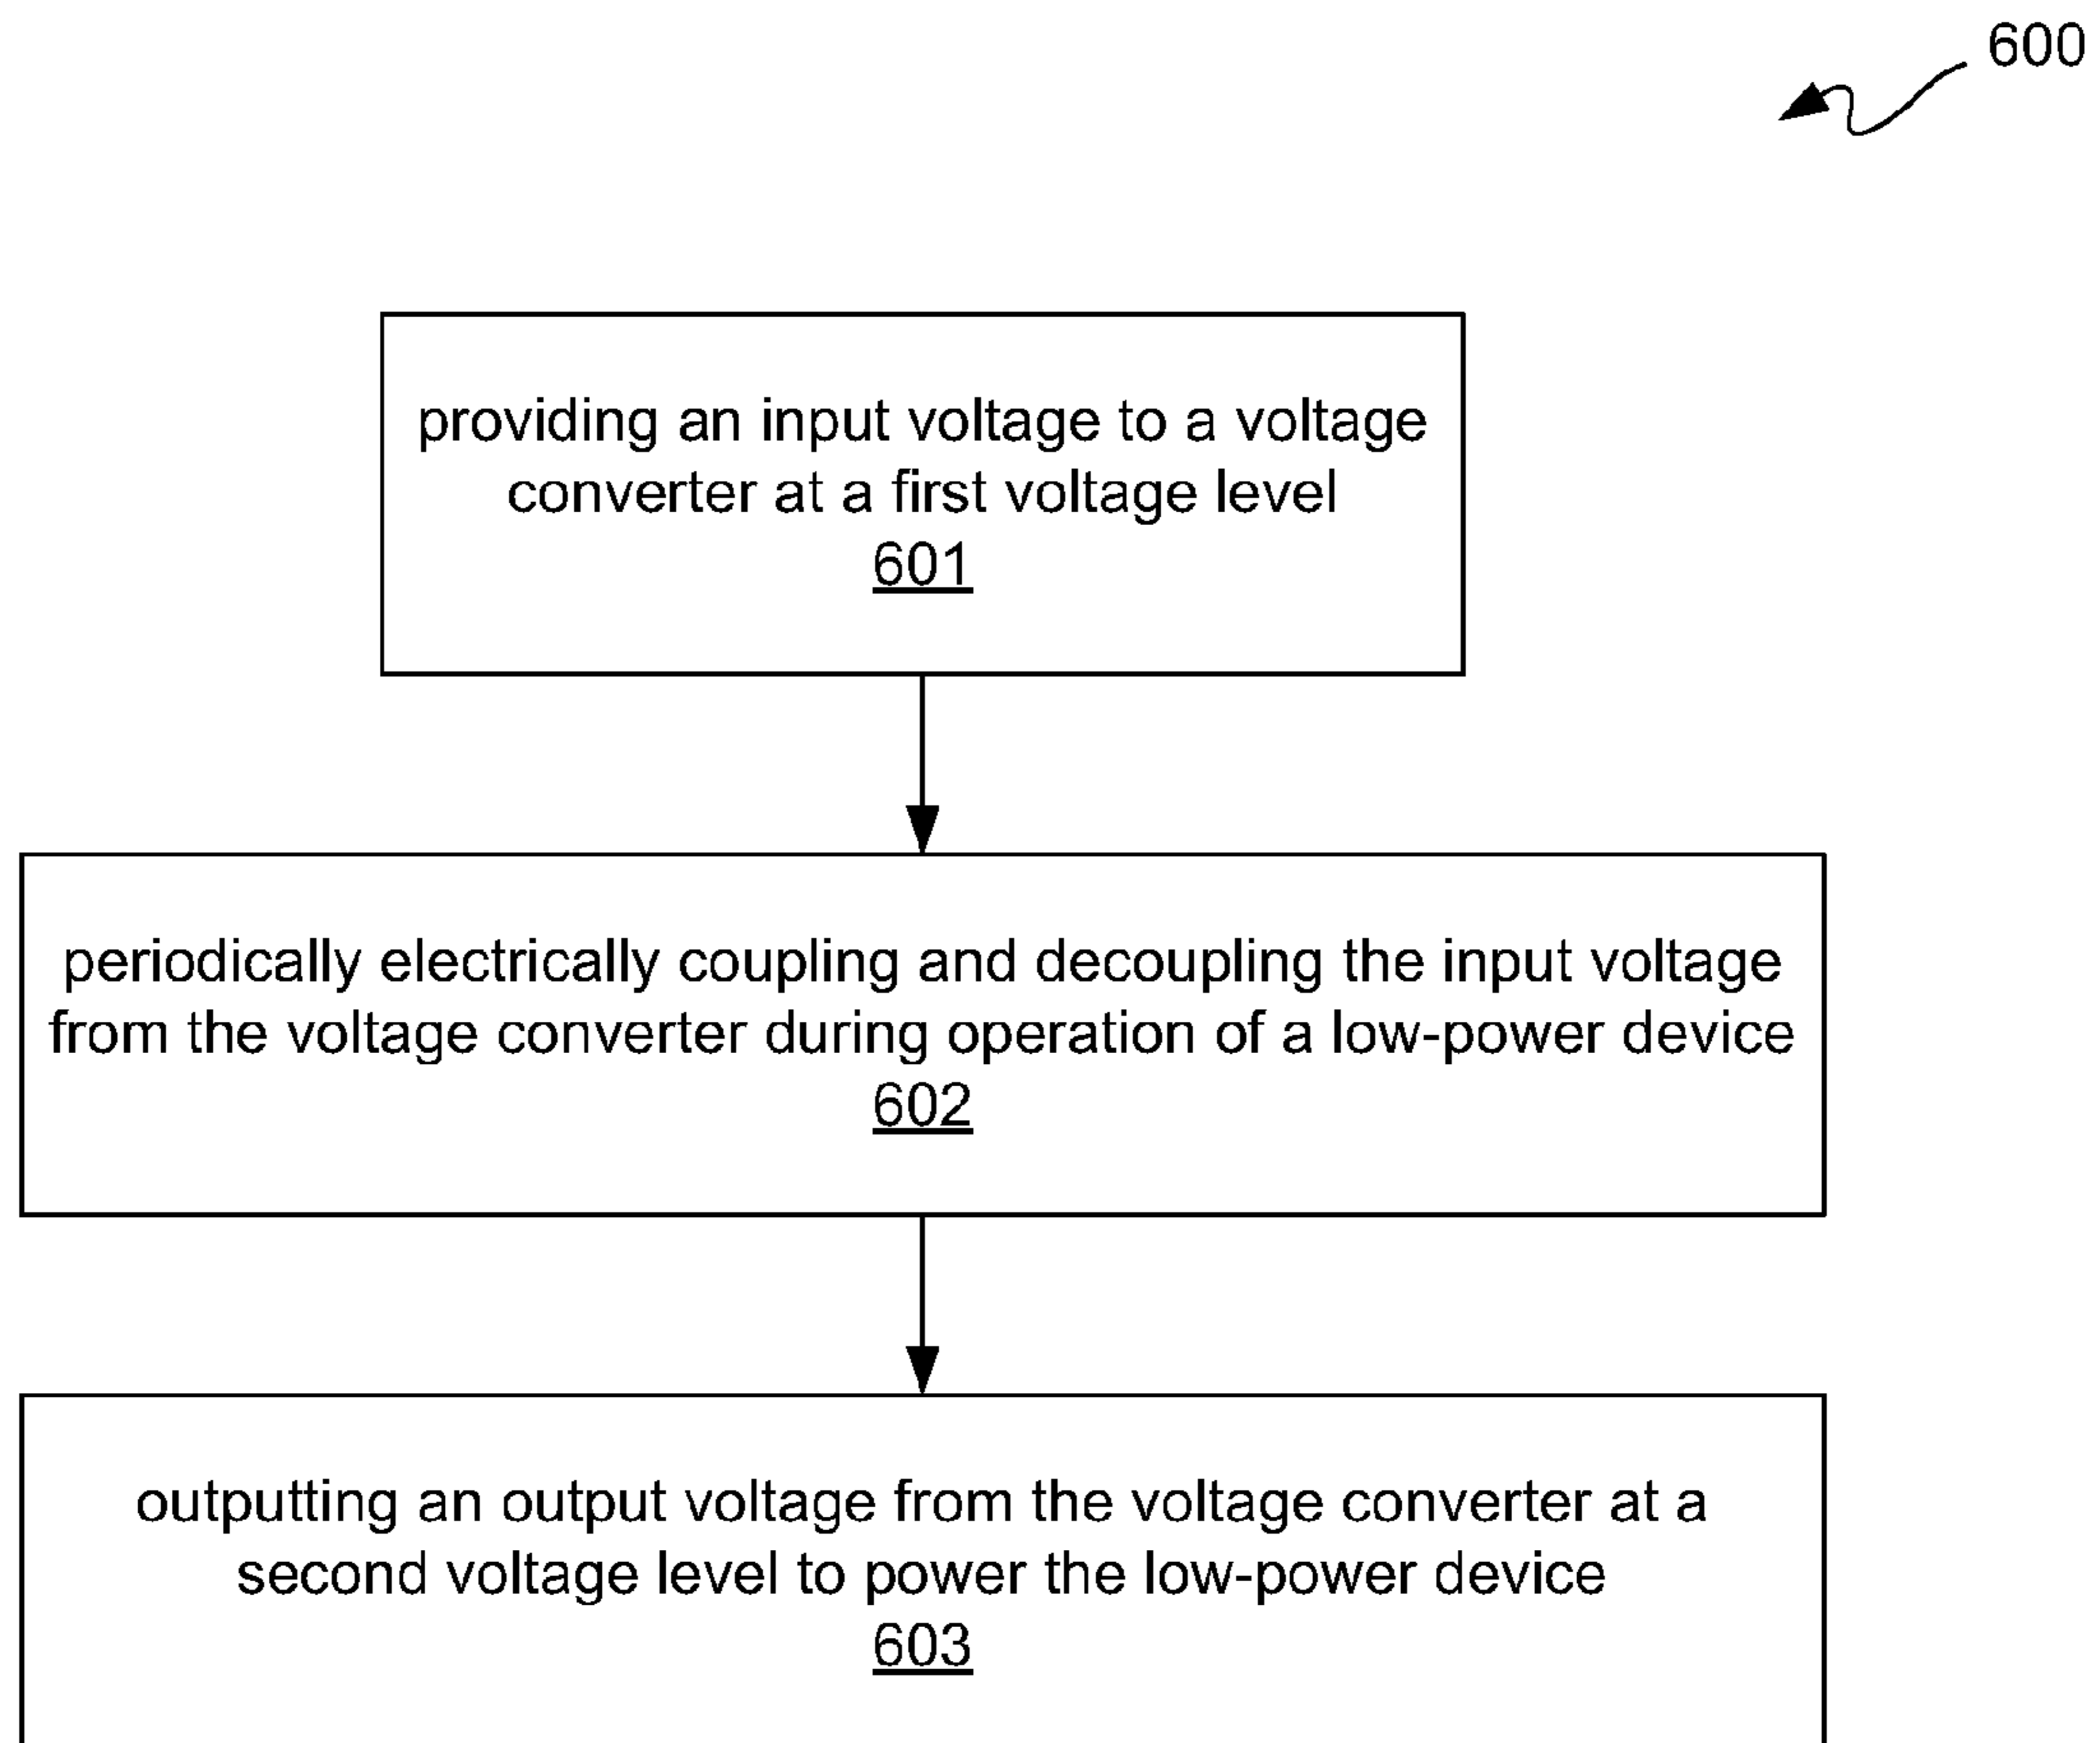 600
providing an input voltage to a voltage
converter at a first voltage level
601
periodically electrically coupling and decoupling the input voltage
from the voltage converter during operation of a low-power device
602
outputting an output voltage from the voltage converter at a
second voltage level to power the low-power device
603